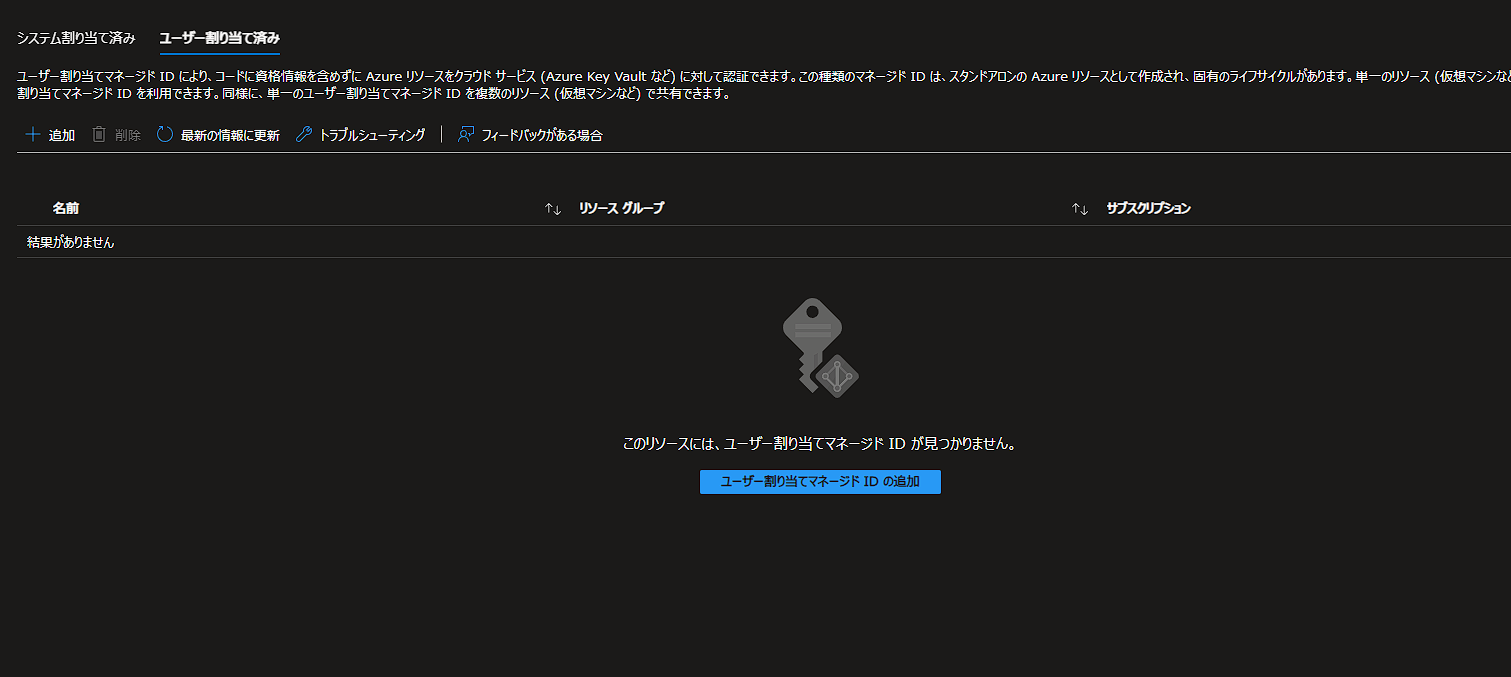 システム割り当て済み ユーザー割り当て済み
ユーザー割り当てマネージド ID により、コードに資格情報を含めずに Azure リソースをクラウド サービス (Azure Key Vault など) に対して認証できます。この種類のマネージド ID は、スタンドアロンの Azure リソースとして作成され、固有のライフサイクルがあります。単一のリソース (仮想マシンな
割り当てマネージド ID を利用できます。同様に、単一のユーザー割り当てマネージド ID を複数のリソース (仮想マシンなど) で共有できます。
追加 削除 最新の情報に更新 トラブルシューティング フィードバックがある場合
名前 リソース グループ サブスクリプション
結果がありません
このリソースには、ユーザー割り当てマネージド ID が見つかりません。
ユーザー割り当てマネージド ID の追加